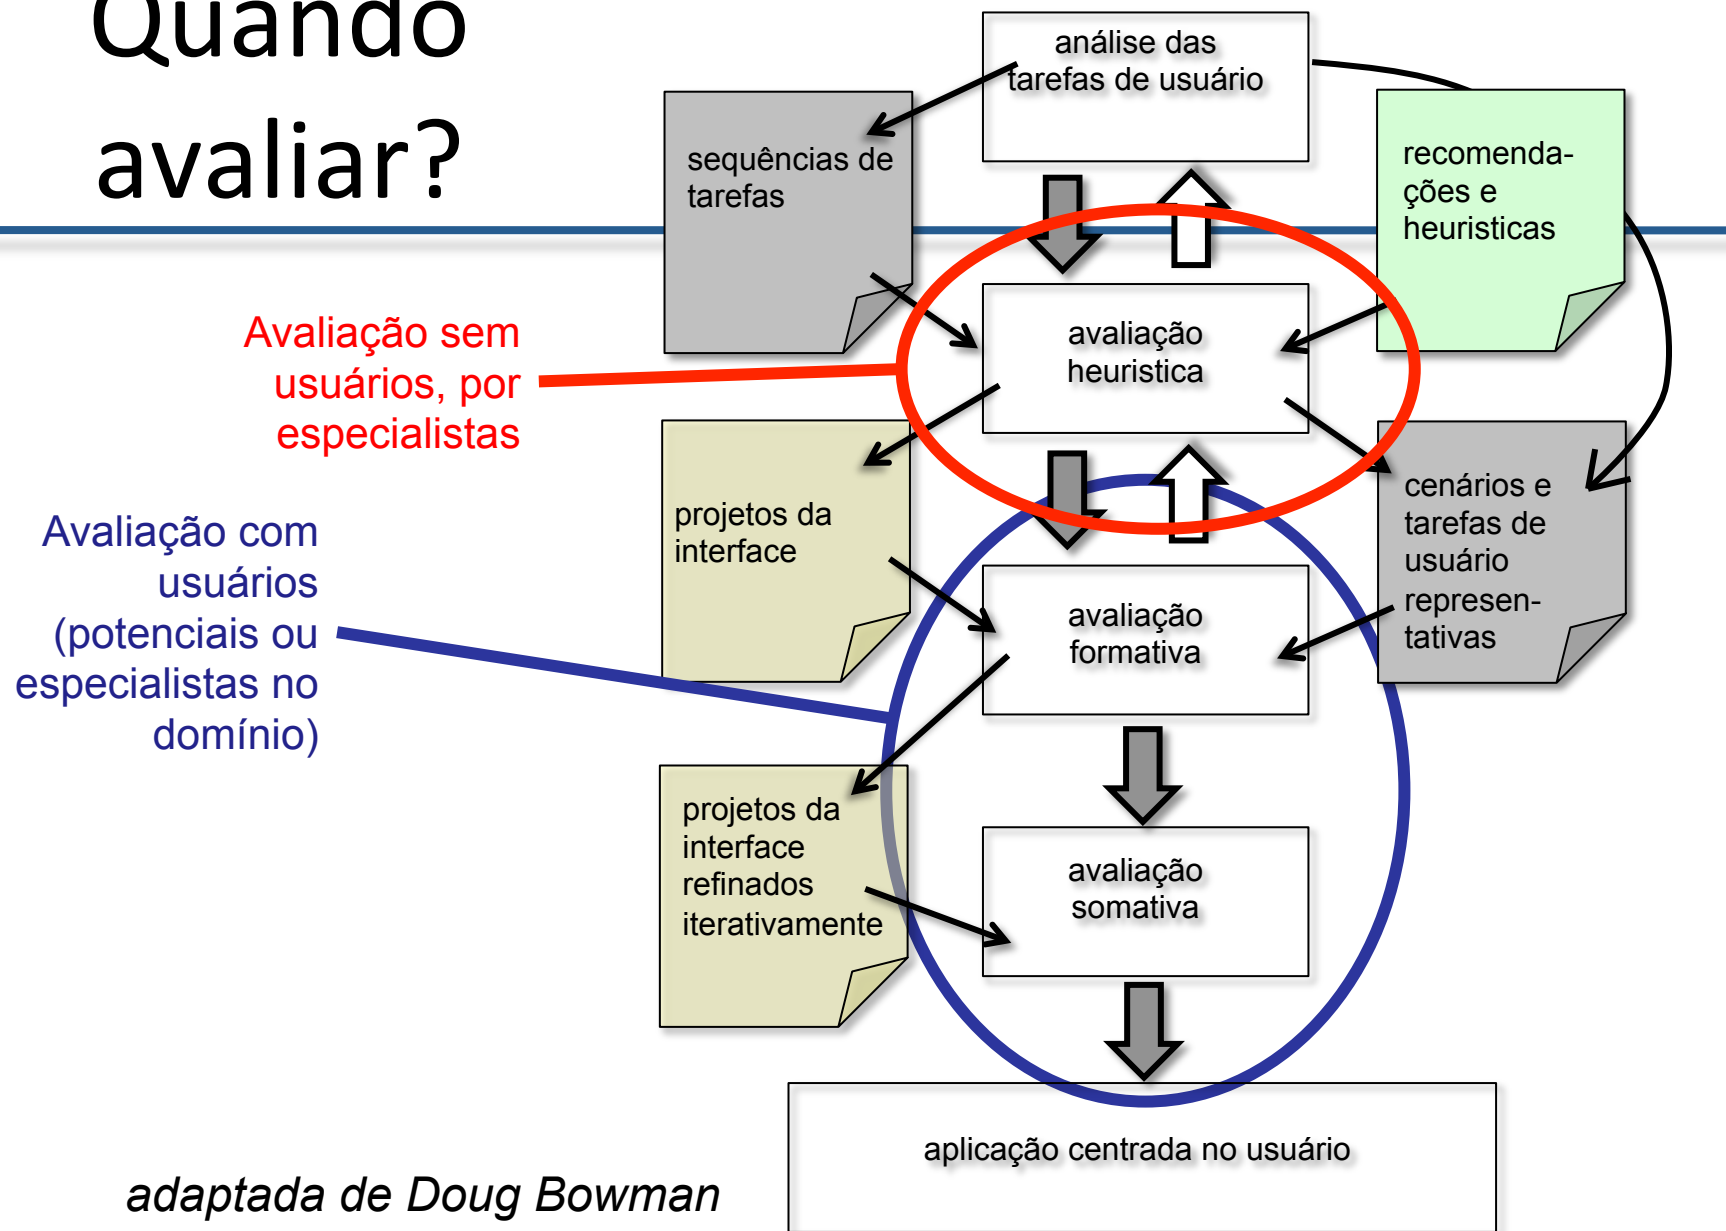 Quando
avaliar?
análise das
tarefas de usuário
sequências de
tarefas
recomenda-
ções e
heuristicas
avaliação
heuristica
Avaliação sem
usuários, por
especialistas
projetos da
interface
cenários e
tarefas de
usuário
represen-
tativas
Avaliação com
usuários
(potenciais ou
especialistas no
domínio)
avaliação
formativa
projetos da
interface
refinados
iterativamente
avaliação
somativa
aplicação centrada no usuário
adaptada de Doug Bowman